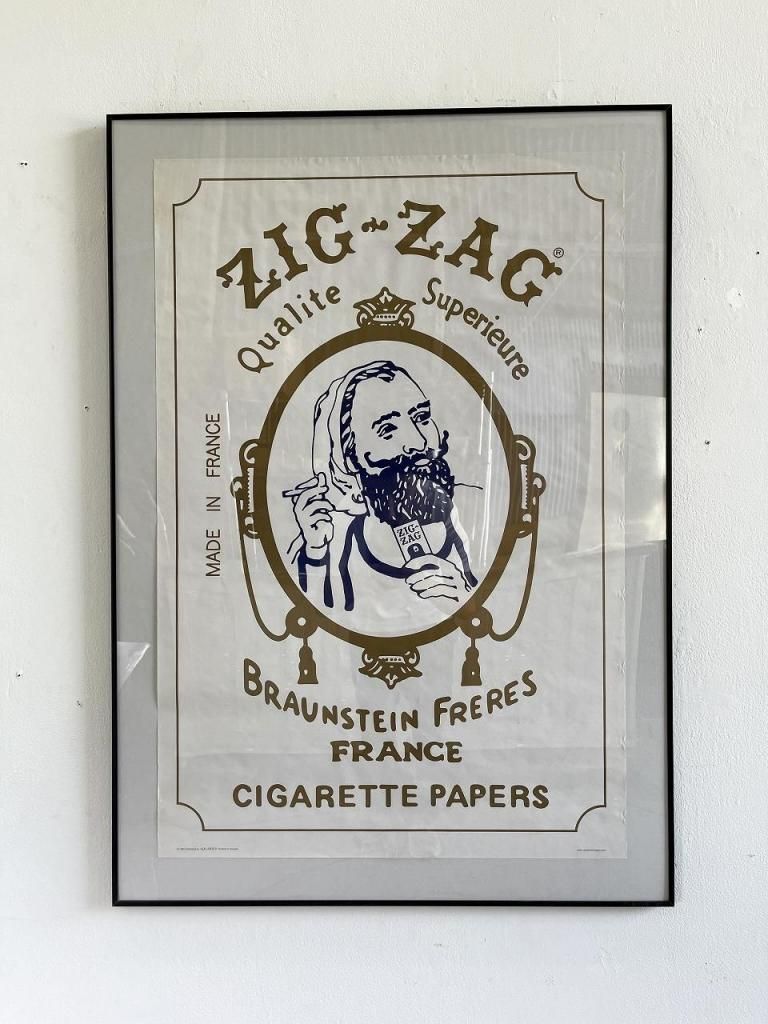 ZIG-ZAG®
Qualite Superieure
MADE IN FRANCE
ZIG-
ZAG
BRAUNSTEIN FRERES
FRANCE
CIGARETTE PAPERS